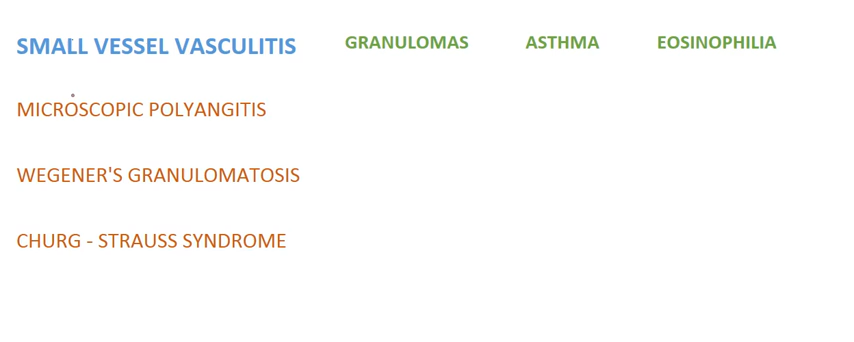 SMALL VESSEL VASCULITIS GRANULOMAS ASTHMA EOSINOPHILIA
MICROSCOPIC POLYANGITIS
WEGENER'S GRANULOMATOSIS
CHURG - STRAUSS SYNDROME